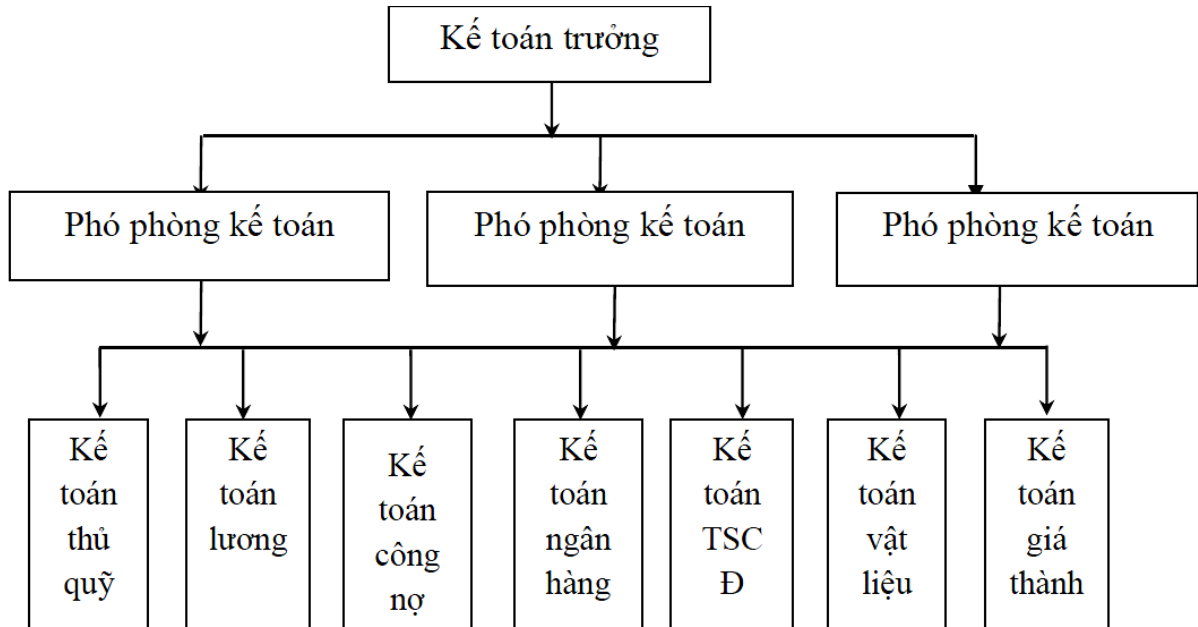 Kế toán trưởng
Phó phòng kế toán
Phó phòng kế toán
Phó phòng kế toán
Kế
toán
thủ
quỹ
Kế
toán
lương
Kế
toán
công
nợ
Kế
toán
ngân
hàng
Kế
toán
TSC
Đ
Kế
toán
vật
liệu
Kế
toán
giá
thành